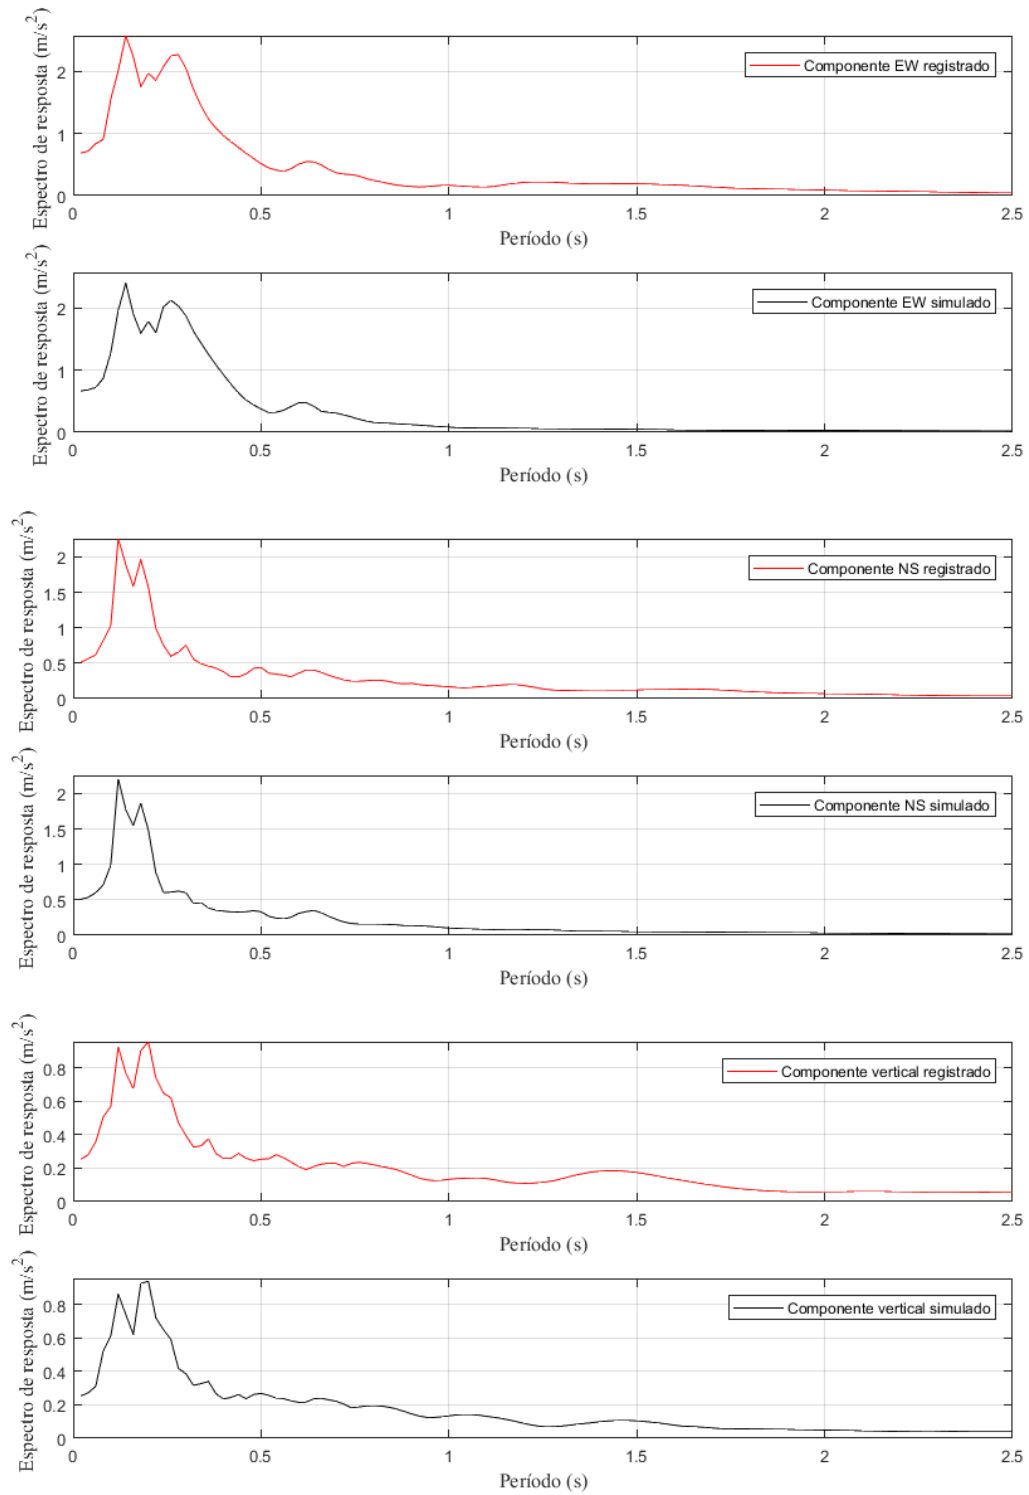 Espectro de resposta (m/s²)
2
1
0
Componente EW registrado
0 0.5 1 1.5 2 2.5
Período (s)
Espectro de resposta (m/s²)
2
1
0
Componente EW simulado
0 0.5 1 1.5 2 2.5
Período (s)
Espectro de resposta (m/s²)
2
1.5
1
0.5
0
Componente NS registrado
0 0.5 1 1.5 2 2.5
Período (s)
Espectro de resposta (m/s²)
2
1.5
1
0.5
0
Componente NS simulado
0 0.5 1 1.5 2 2.5
Período (s)
Espectro de resposta (m/s²)
0.8
0.6
0.4
0.2
0
Componente vertical registrado
0 0.5 1 1.5 2 2.5
Período (s)
Espectro de resposta (m/s²)
0.8
0.6
0.4
0.2
0
Componente vertical simulado
0 0.5 1 1.5 2 2.5
Período (s)